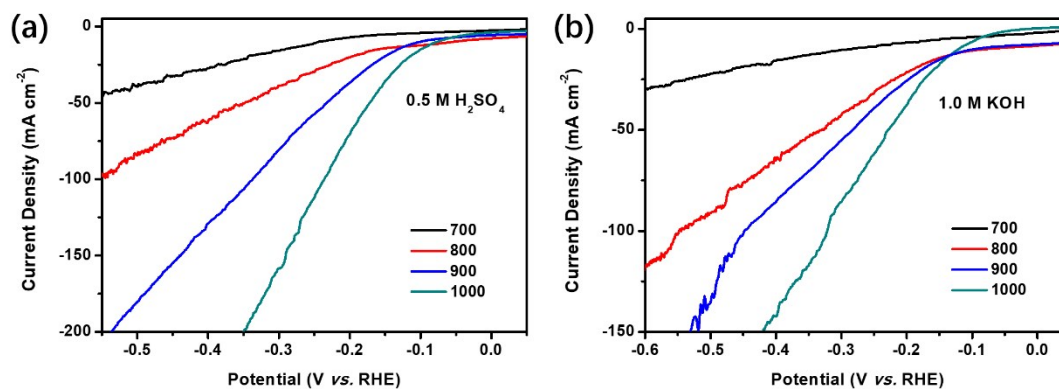 (a)
0
-50
-100
-150
-200
Current Density (mA cm⁻²)
0.5 M H₂SO₄
700
800
900
1000
-0.5 -0.4 -0.3 -0.2 -0.1 0.0
Potential (V vs. RHE)
(b)
0
-50
-100
-150
Current Density (mA cm⁻²)
1.0 M KOH
700
800
900
1000
-0.6 -0.5 -0.4 -0.3 -0.2 -0.1 0.0
Potential (V vs. RHE)